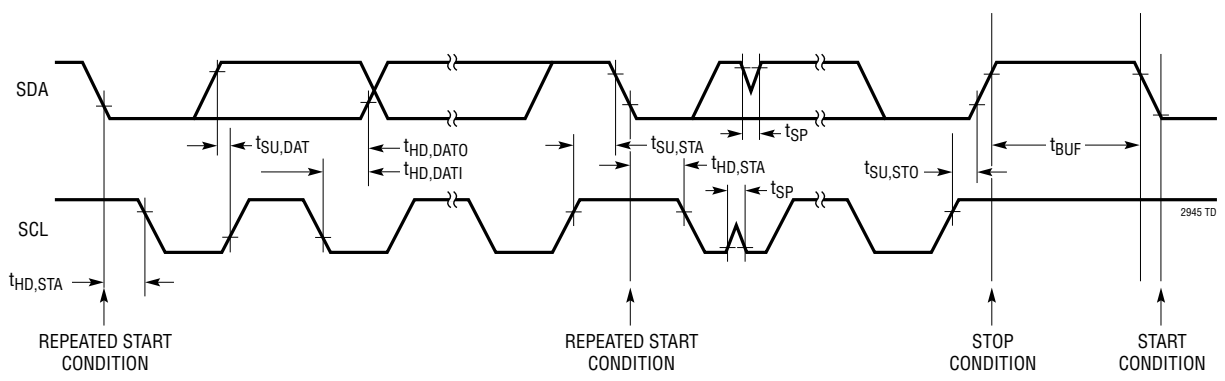 SDA
tSU,DAT
tHD,DATO
tHD,DATI
tSU,STA
tHD,STA
tSP
tSP
tSU,STO
tBUF
SCL
2945 TD
tHD,STA
REPEATED START
CONDITION
REPEATED START
CONDITION
STOP
CONDITION
START
CONDITION